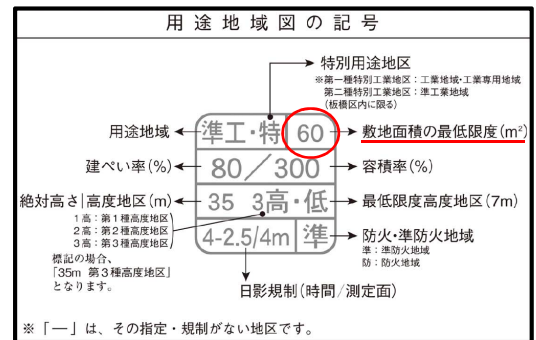 用途地域図の記号
特別用途地区
※第一種特別工業地区：工業地域・工業専用地域
第二種特別工業地区：準工業地域
（板橋区内に限る）
用途地域 準工・特 60 敷地面積の最低限度(m²)
建ぺい率(%) 80／300 容積率(%)
絶対高さ|高度地区(m) 35 3高・低 最低限度高度地区(7m)
1高：第1種高度地区
2高：第2種高度地区
3高：第3種高度地区
標記の場合、
「35m 第3種高度地区」
となります。
4-2.5/4m 準 防火・準防火地域
準：準防火地域
防：防火地域
日影規制(時間/測定面)
※「―」は、その指定・規制がない地区です。